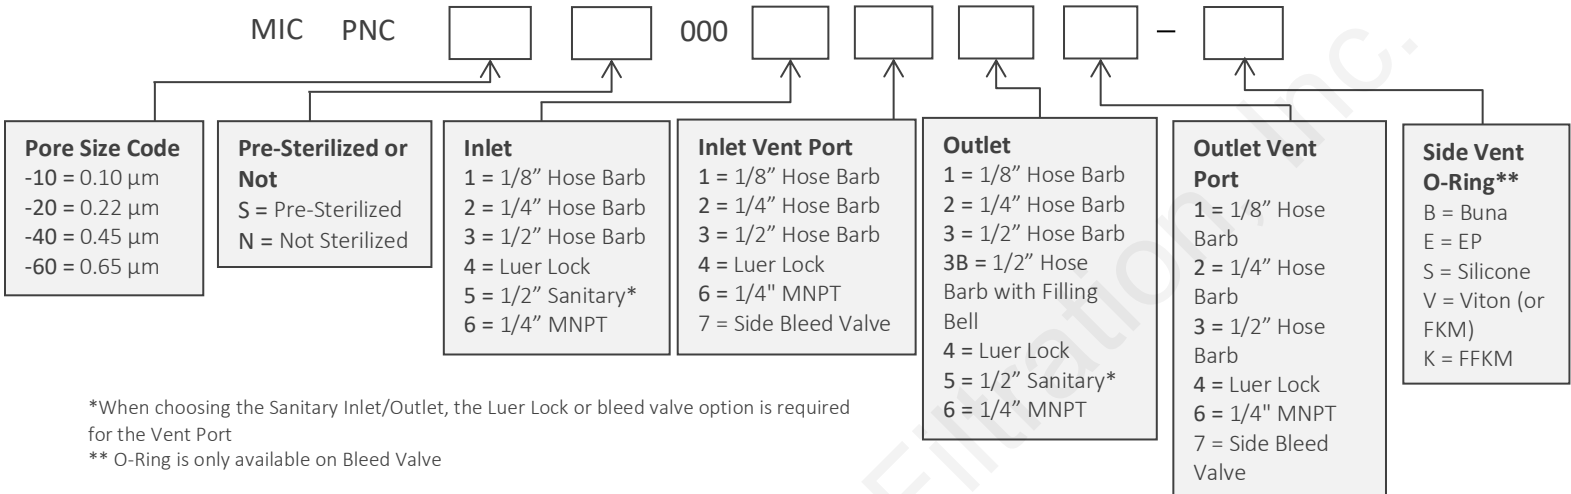 MIC PNC 000 –
Pore Size Code
-10 = 0.10 µm
-20 = 0.22 µm
-40 = 0.45 µm
-60 = 0.65 µm
Pre-Sterilized or
Not
S = Pre-Sterilized
N = Not Sterilized
Inlet
1 = 1/8” Hose Barb
2 = 1/4” Hose Barb
3 = 1/2” Hose Barb
4 = Luer Lock
5 = 1/2” Sanitary*
6 = 1/4” MNPT
Inlet Vent Port
1 = 1/8” Hose Barb
2 = 1/4” Hose Barb
3 = 1/2” Hose Barb
4 = Luer Lock
6 = 1/4" MNPT
7 = Side Bleed Valve
Outlet
1 = 1/8” Hose Barb
2 = 1/4” Hose Barb
3 = 1/2” Hose Barb
3B = 1/2” Hose
Barb with Filling
Bell
4 = Luer Lock
5 = 1/2” Sanitary*
6 = 1/4” MNPT
Outlet Vent
Port
1 = 1/8” Hose
Barb
2 = 1/4” Hose
Barb
3 = 1/2” Hose
Barb
4 = Luer Lock
6 = 1/4" MNPT
7 = Side Bleed
Valve
Side Vent
O-Ring**
B = Buna
E = EP
S = Silicone
V = Viton (or
FKM)
K = FFKM
*When choosing the Sanitary Inlet/Outlet, the Luer Lock or bleed valve option is required
for the Vent Port
** O-Ring is only available on Bleed Valve
Filtration, Inc.